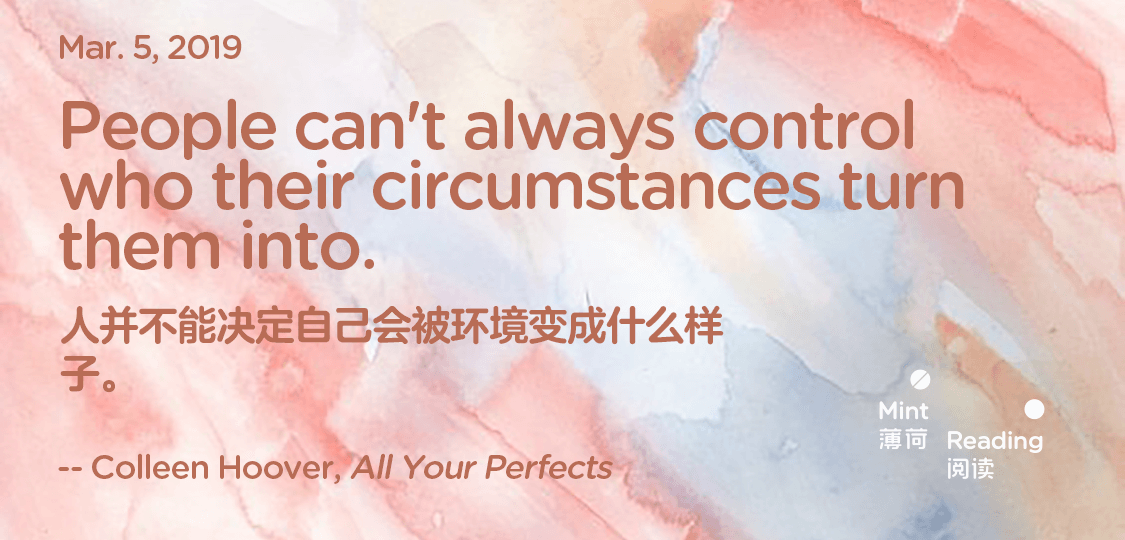 Mar. 5, 2019
People can't always control
who their circumstances turn
them into.
人并不能决定自己会被环境变成什么样
子。
-- Colleen Hoover, All Your Perfects
Mint
薄荷
Reading
阅读